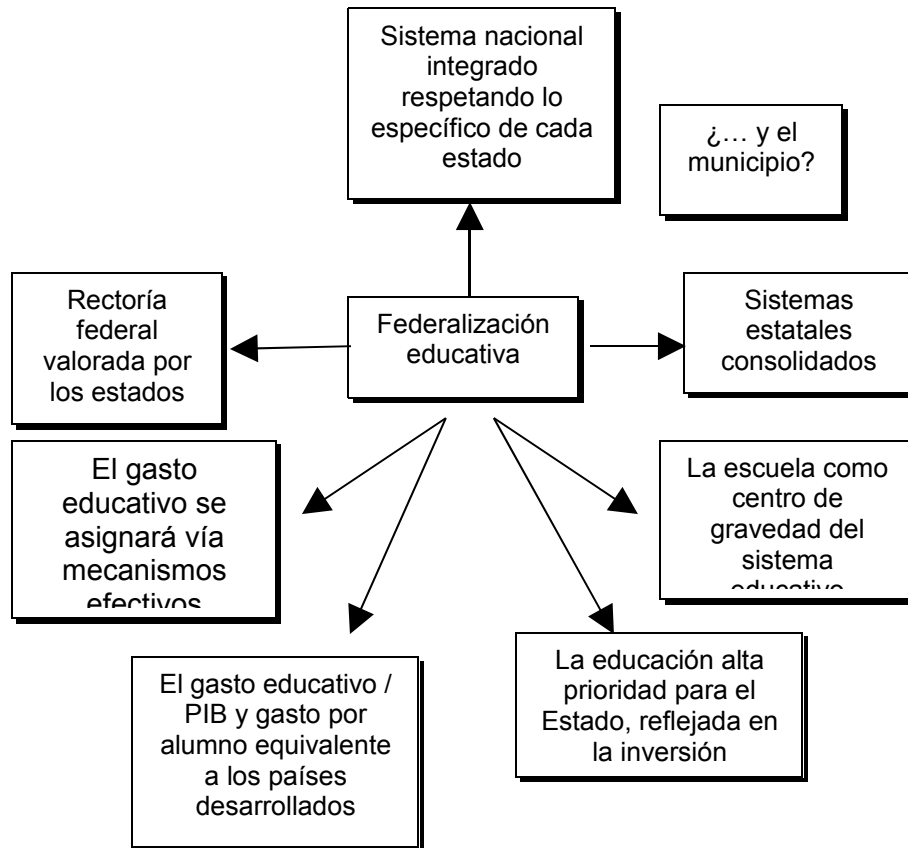 Sistema nacional
integrado
respetando lo
específico de cada
estado
¿… y el
municipio?
Rectoría
federal
valorada por
los estados
Federalización
educativa
Sistemas
estatales
consolidados
El gasto
educativo se
asignará vía
mecanismos
efectivos
La escuela como
centro de
gravedad del
sistema
educativo
El gasto educativo /
PIB y gasto por
alumno equivalente
a los países
desarrollados
La educación alta
prioridad para el
Estado, reflejada en
la inversión